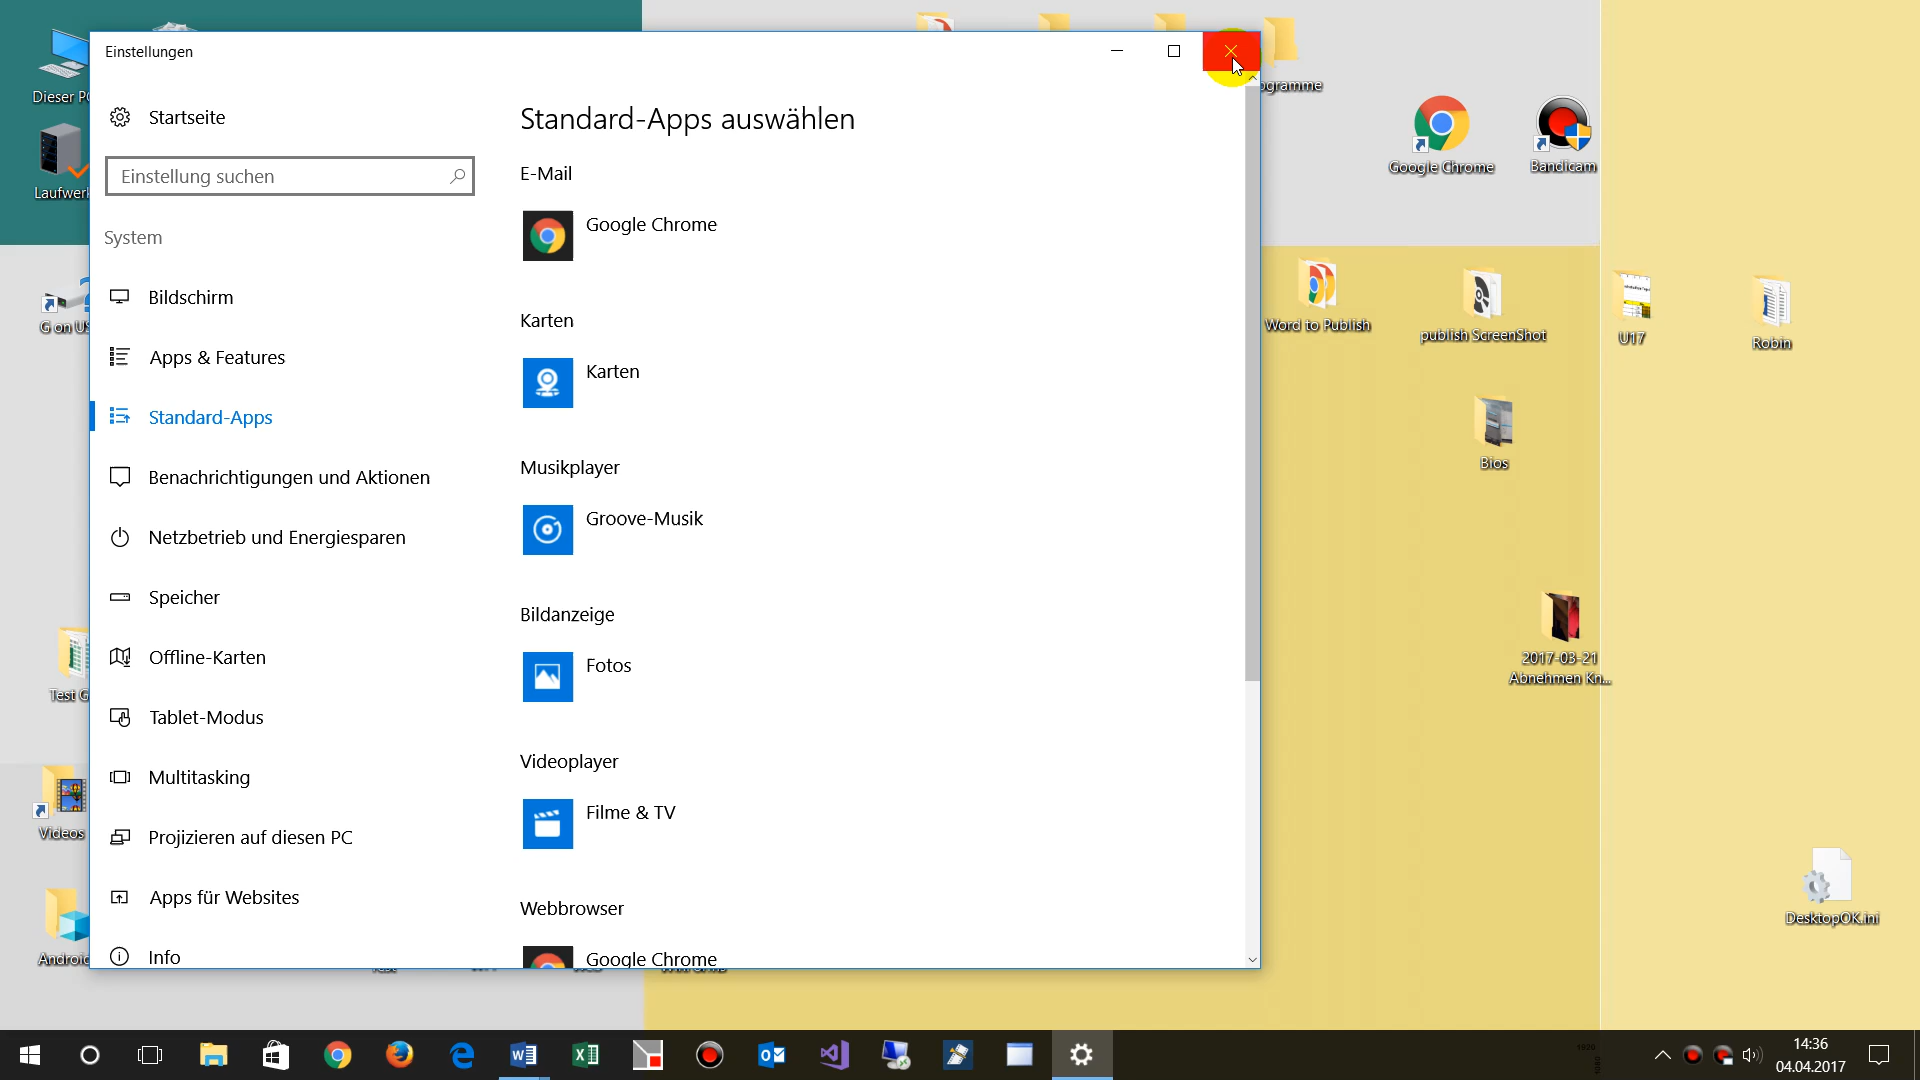 Einstellungen
Startseite
Einstellung suchen
System
Bildschirm
Apps & Features
Standard-Apps
Benachrichtigungen und Aktionen
Netzbetrieb und Energiesparen
Speicher
Offline-Karten
Tablet-Modus
Multitasking
Projizieren auf diesen PC
Apps für Websites
Info
Standard-Apps auswählen
E-Mail
Google Chrome
Karten
Karten
Musikplayer
Groove-Musik
Bildanzeige
Fotos
Videoplayer
Filme & TV
Webbrowser
Google Chrome
Dieser
G on
Test
Videos
Google Chrome
Bandicam
Word to Publish
publish ScreenShot
U17
Robin
Bios
2017-03-21
Abnehmen Kn...
DesktopOK.ini
14:36
04.04.2017